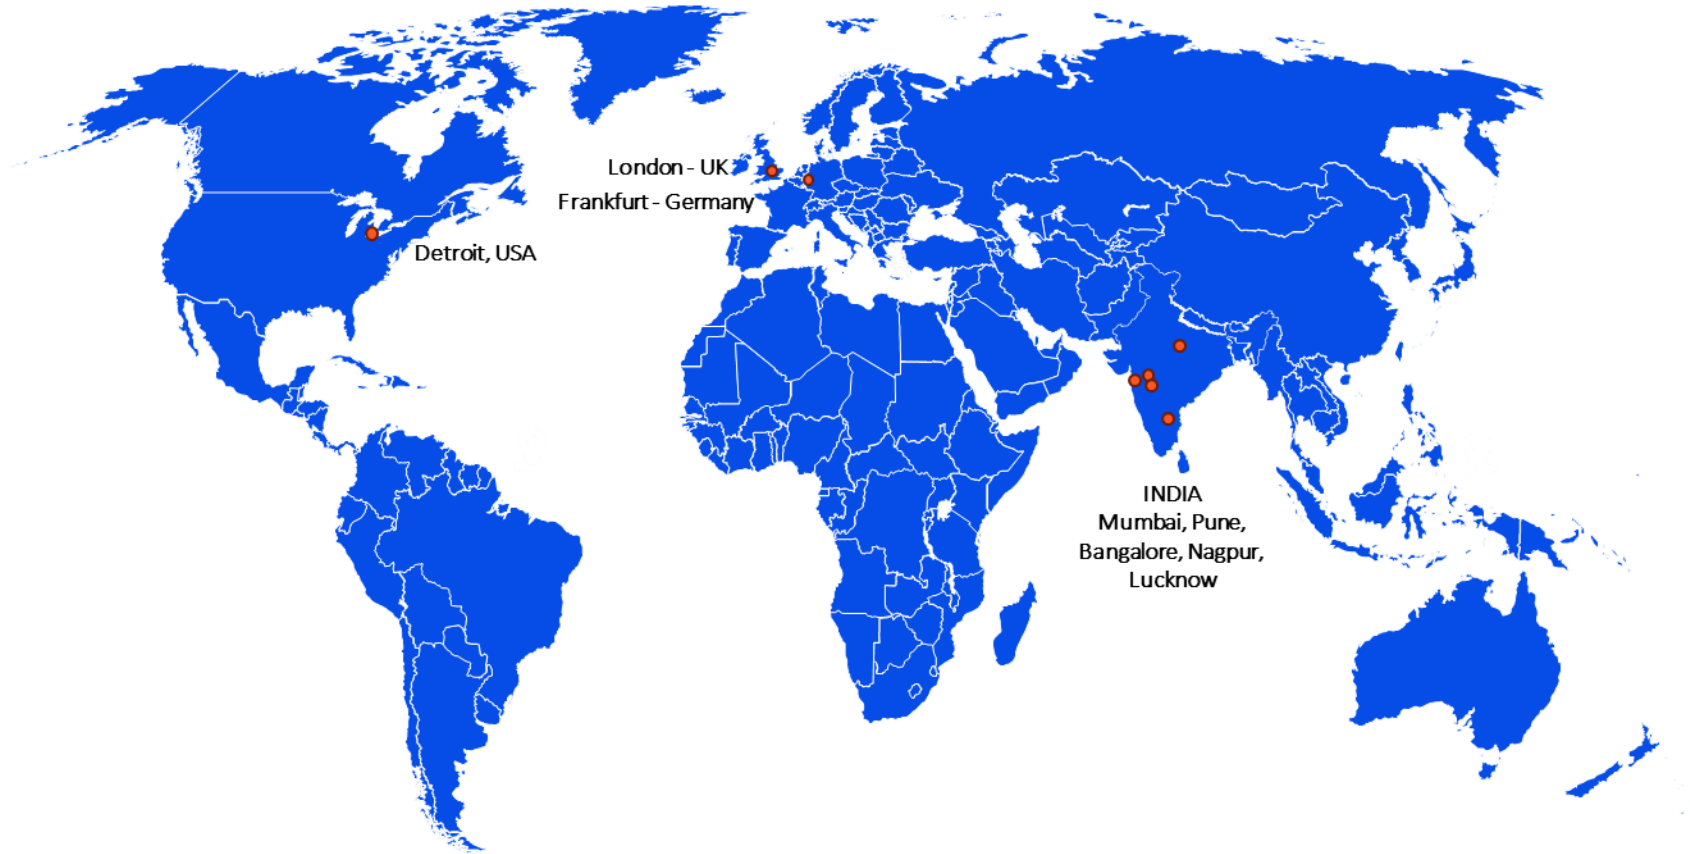 London - UK
Frankfurt - Germany
Detroit, USA
INDIA
Mumbai, Pune,
Bangalore, Nagpur,
Lucknow